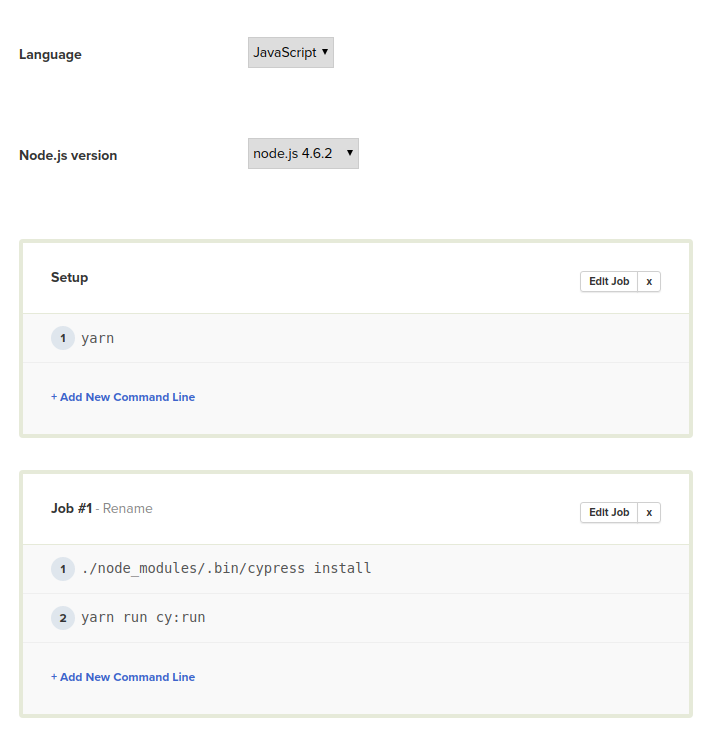 Language
JavaScript
Node.js version
node.js 4.6.2
Setup
Edit Job x
1 yarn
+ Add New Command Line
Job #1 - Rename
Edit Job x
1 ./node_modules/.bin/cypress install
2 yarn run cy:run
+ Add New Command Line